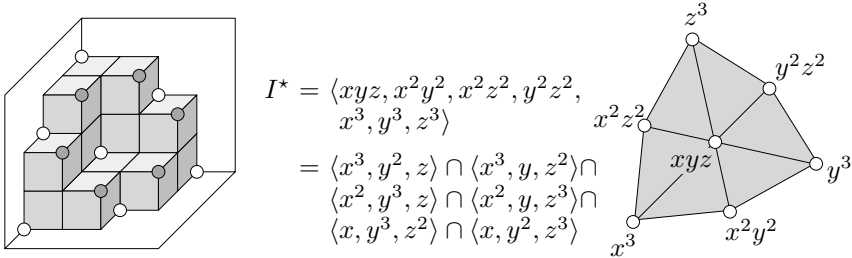 I⋆ = ⟨xyz, x²y², x²z², y²z²,
x³, y³, z³⟩
= ⟨x³, y², z⟩ ∩ ⟨x³, y, z²⟩∩
⟨x², y³, z⟩ ∩ ⟨x², y, z³⟩∩
⟨x, y³, z²⟩ ∩ ⟨x, y², z³⟩
z³
y²z²
x²z²
xyz
y³
x³
x²y²